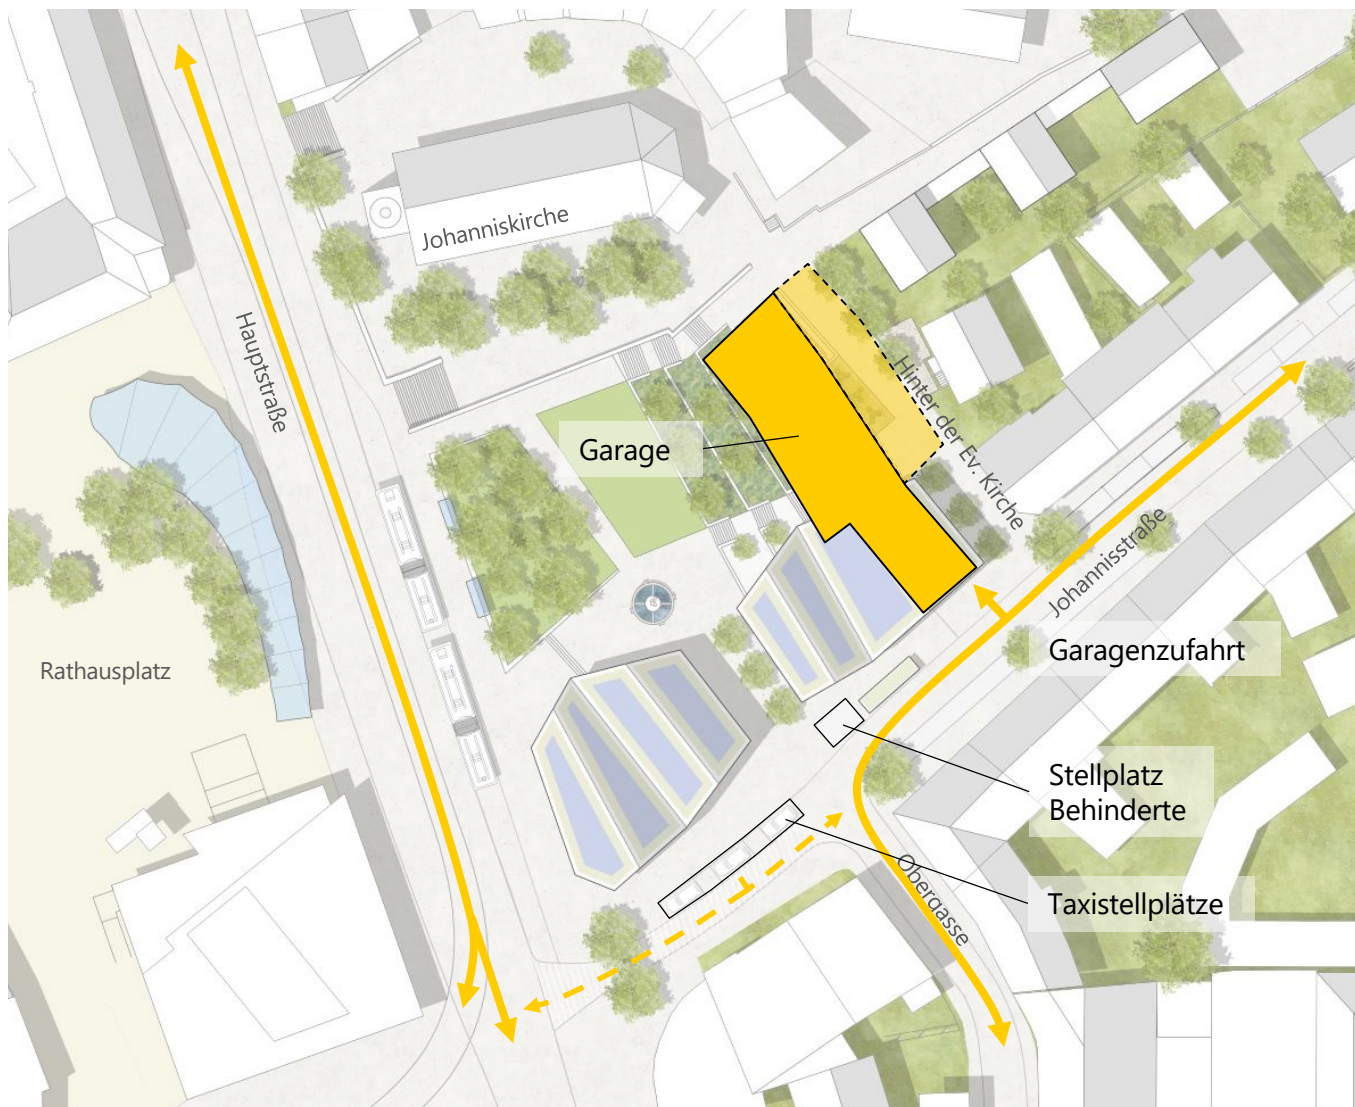 Johanniskirche
Hauptstraße
Hinter der Ev. Kirche
Garage
Johannisstraße
Garagenzufahrt
Rathausplatz
Stellplatz
Behinderte
Obergasse
Taxistellplätze